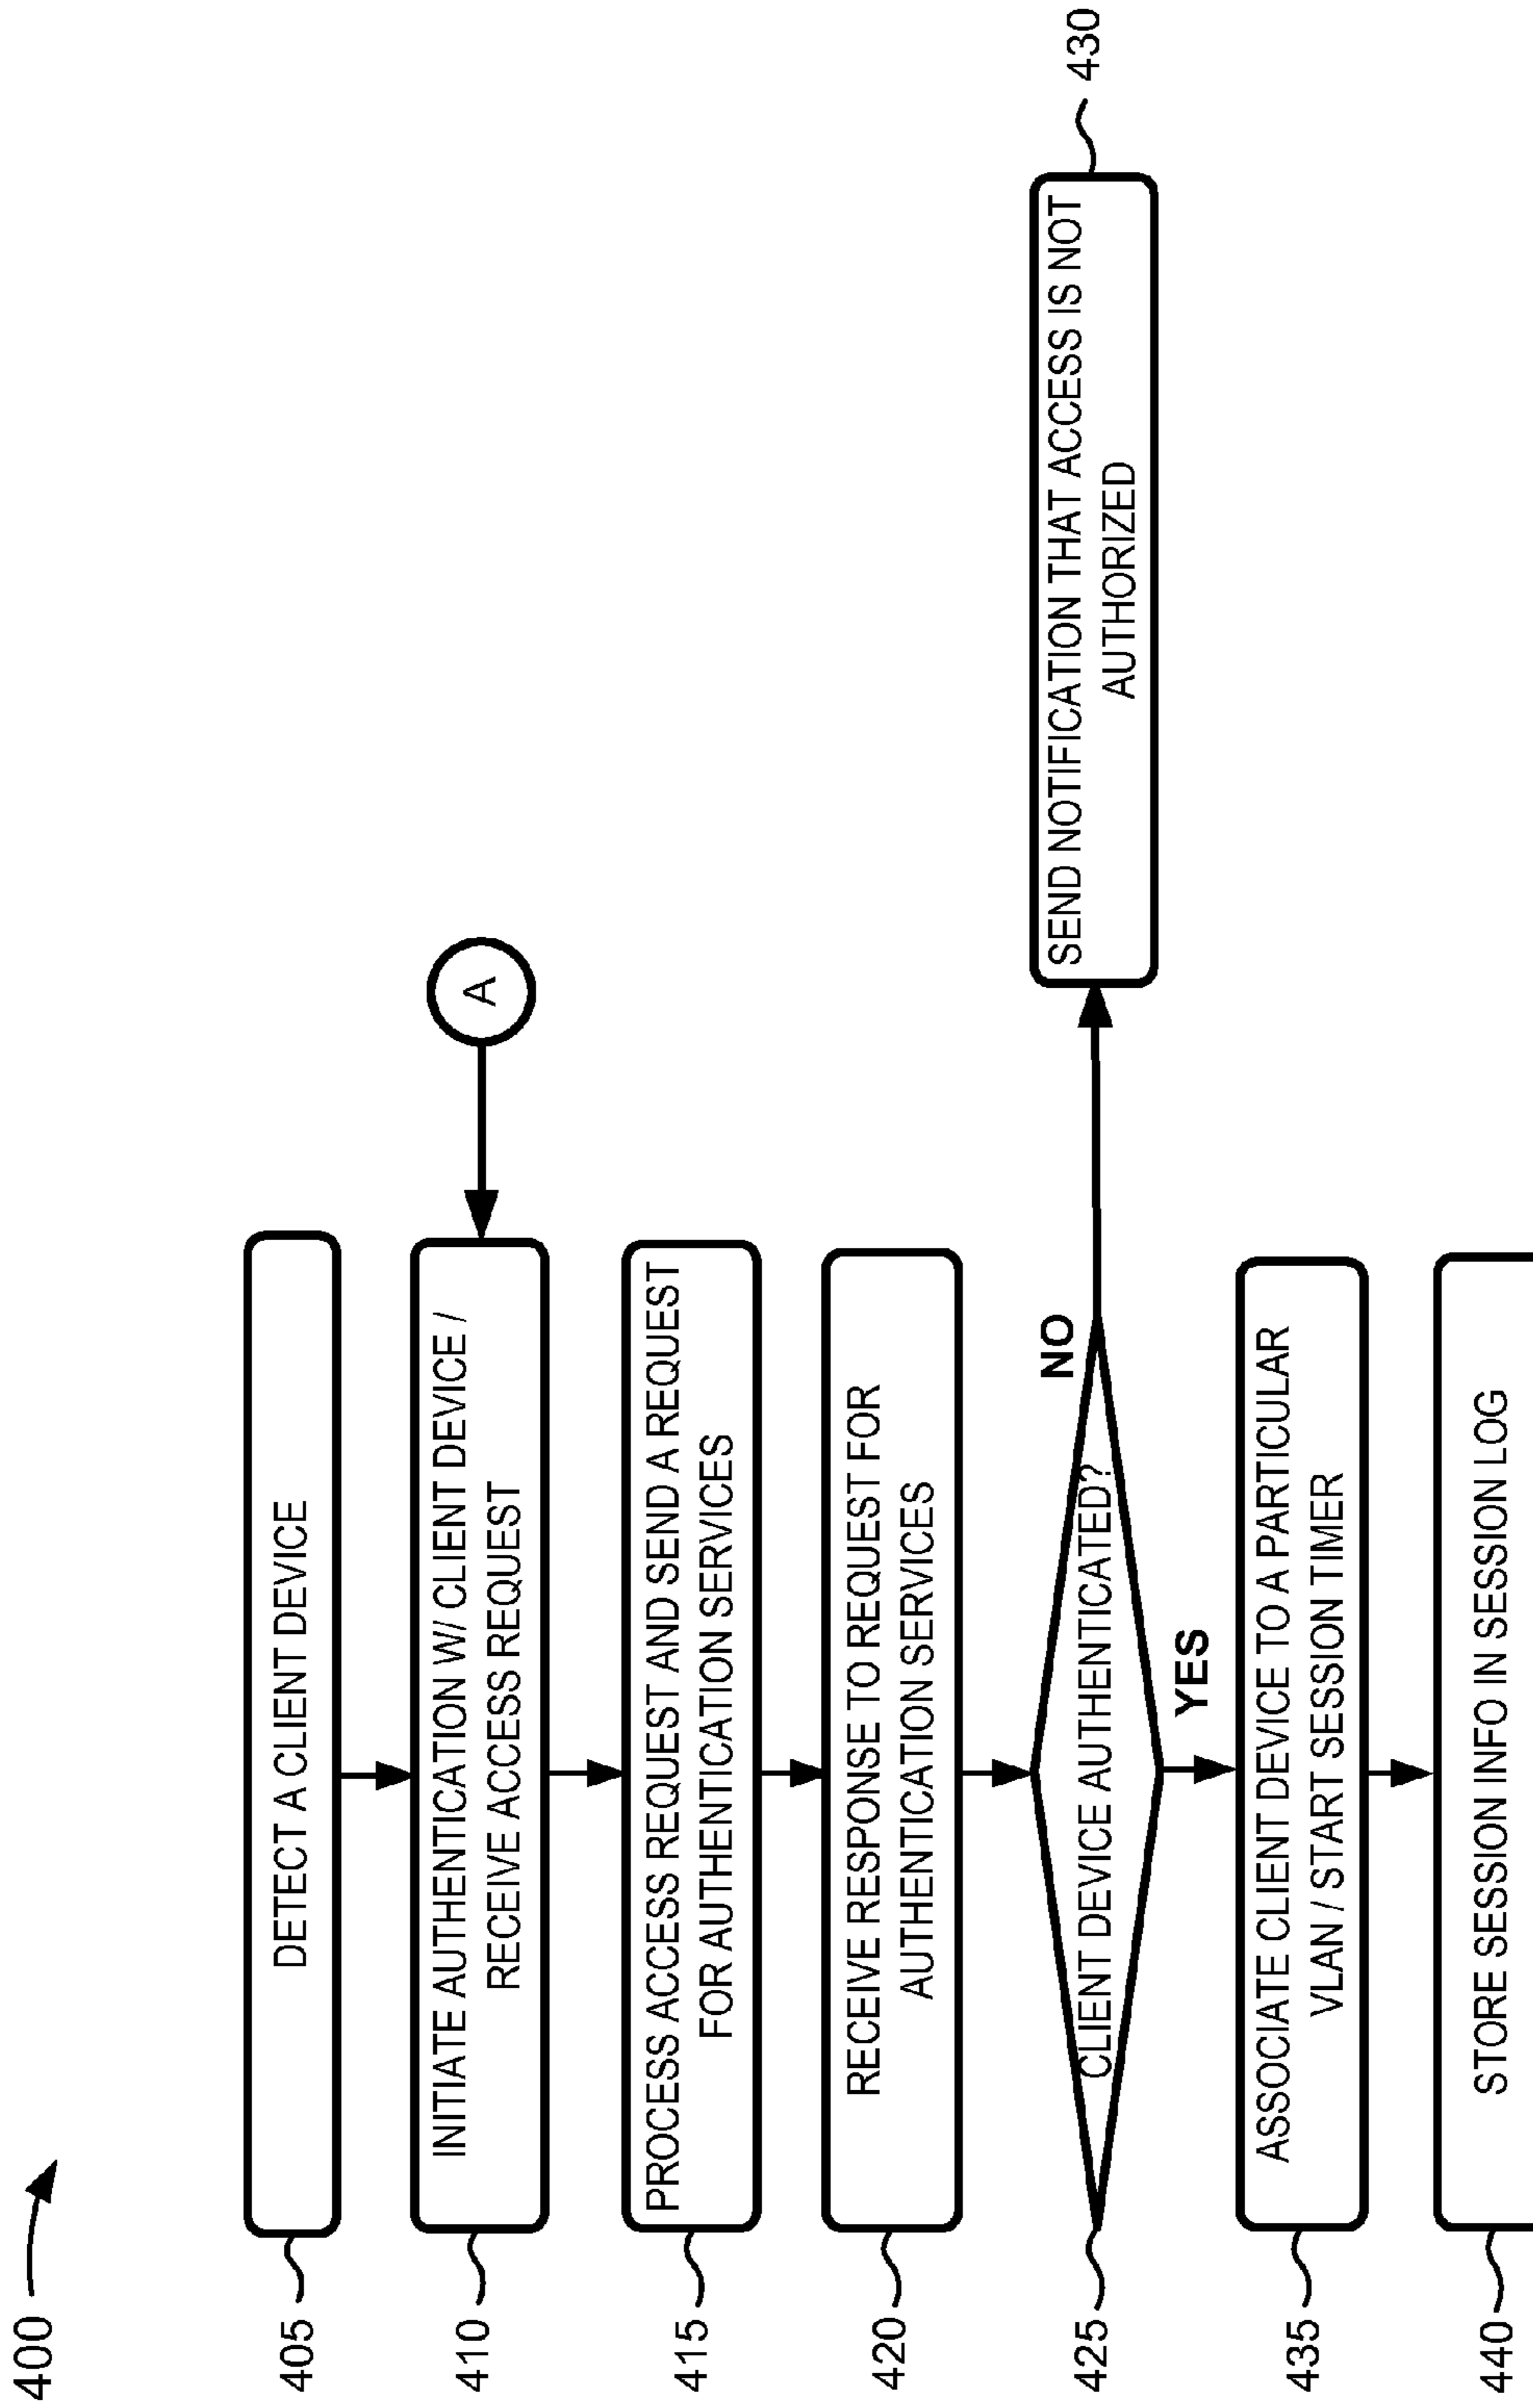 400
405
DETECT A CLIENT DEVICE
410
INITIATE AUTHENTICATION W/ CLIENT DEVICE /
RECEIVE ACCESS REQUEST
A
415
PROCESS ACCESS REQUEST AND SEND A REQUEST
FOR AUTHENTICATION SERVICES
420
RECEIVE RESPONSE TO REQUEST FOR
AUTHENTICATION SERVICES
425
CLIENT DEVICE AUTHENTICATED?
NO
SEND NOTIFICATION THAT ACCESS IS NOT
AUTHORIZED
430
YES
435
ASSOCIATE CLIENT DEVICE TO A PARTICULAR
VLAN / START SESSION TIMER
440
STORE SESSION INFO IN SESSION LOG